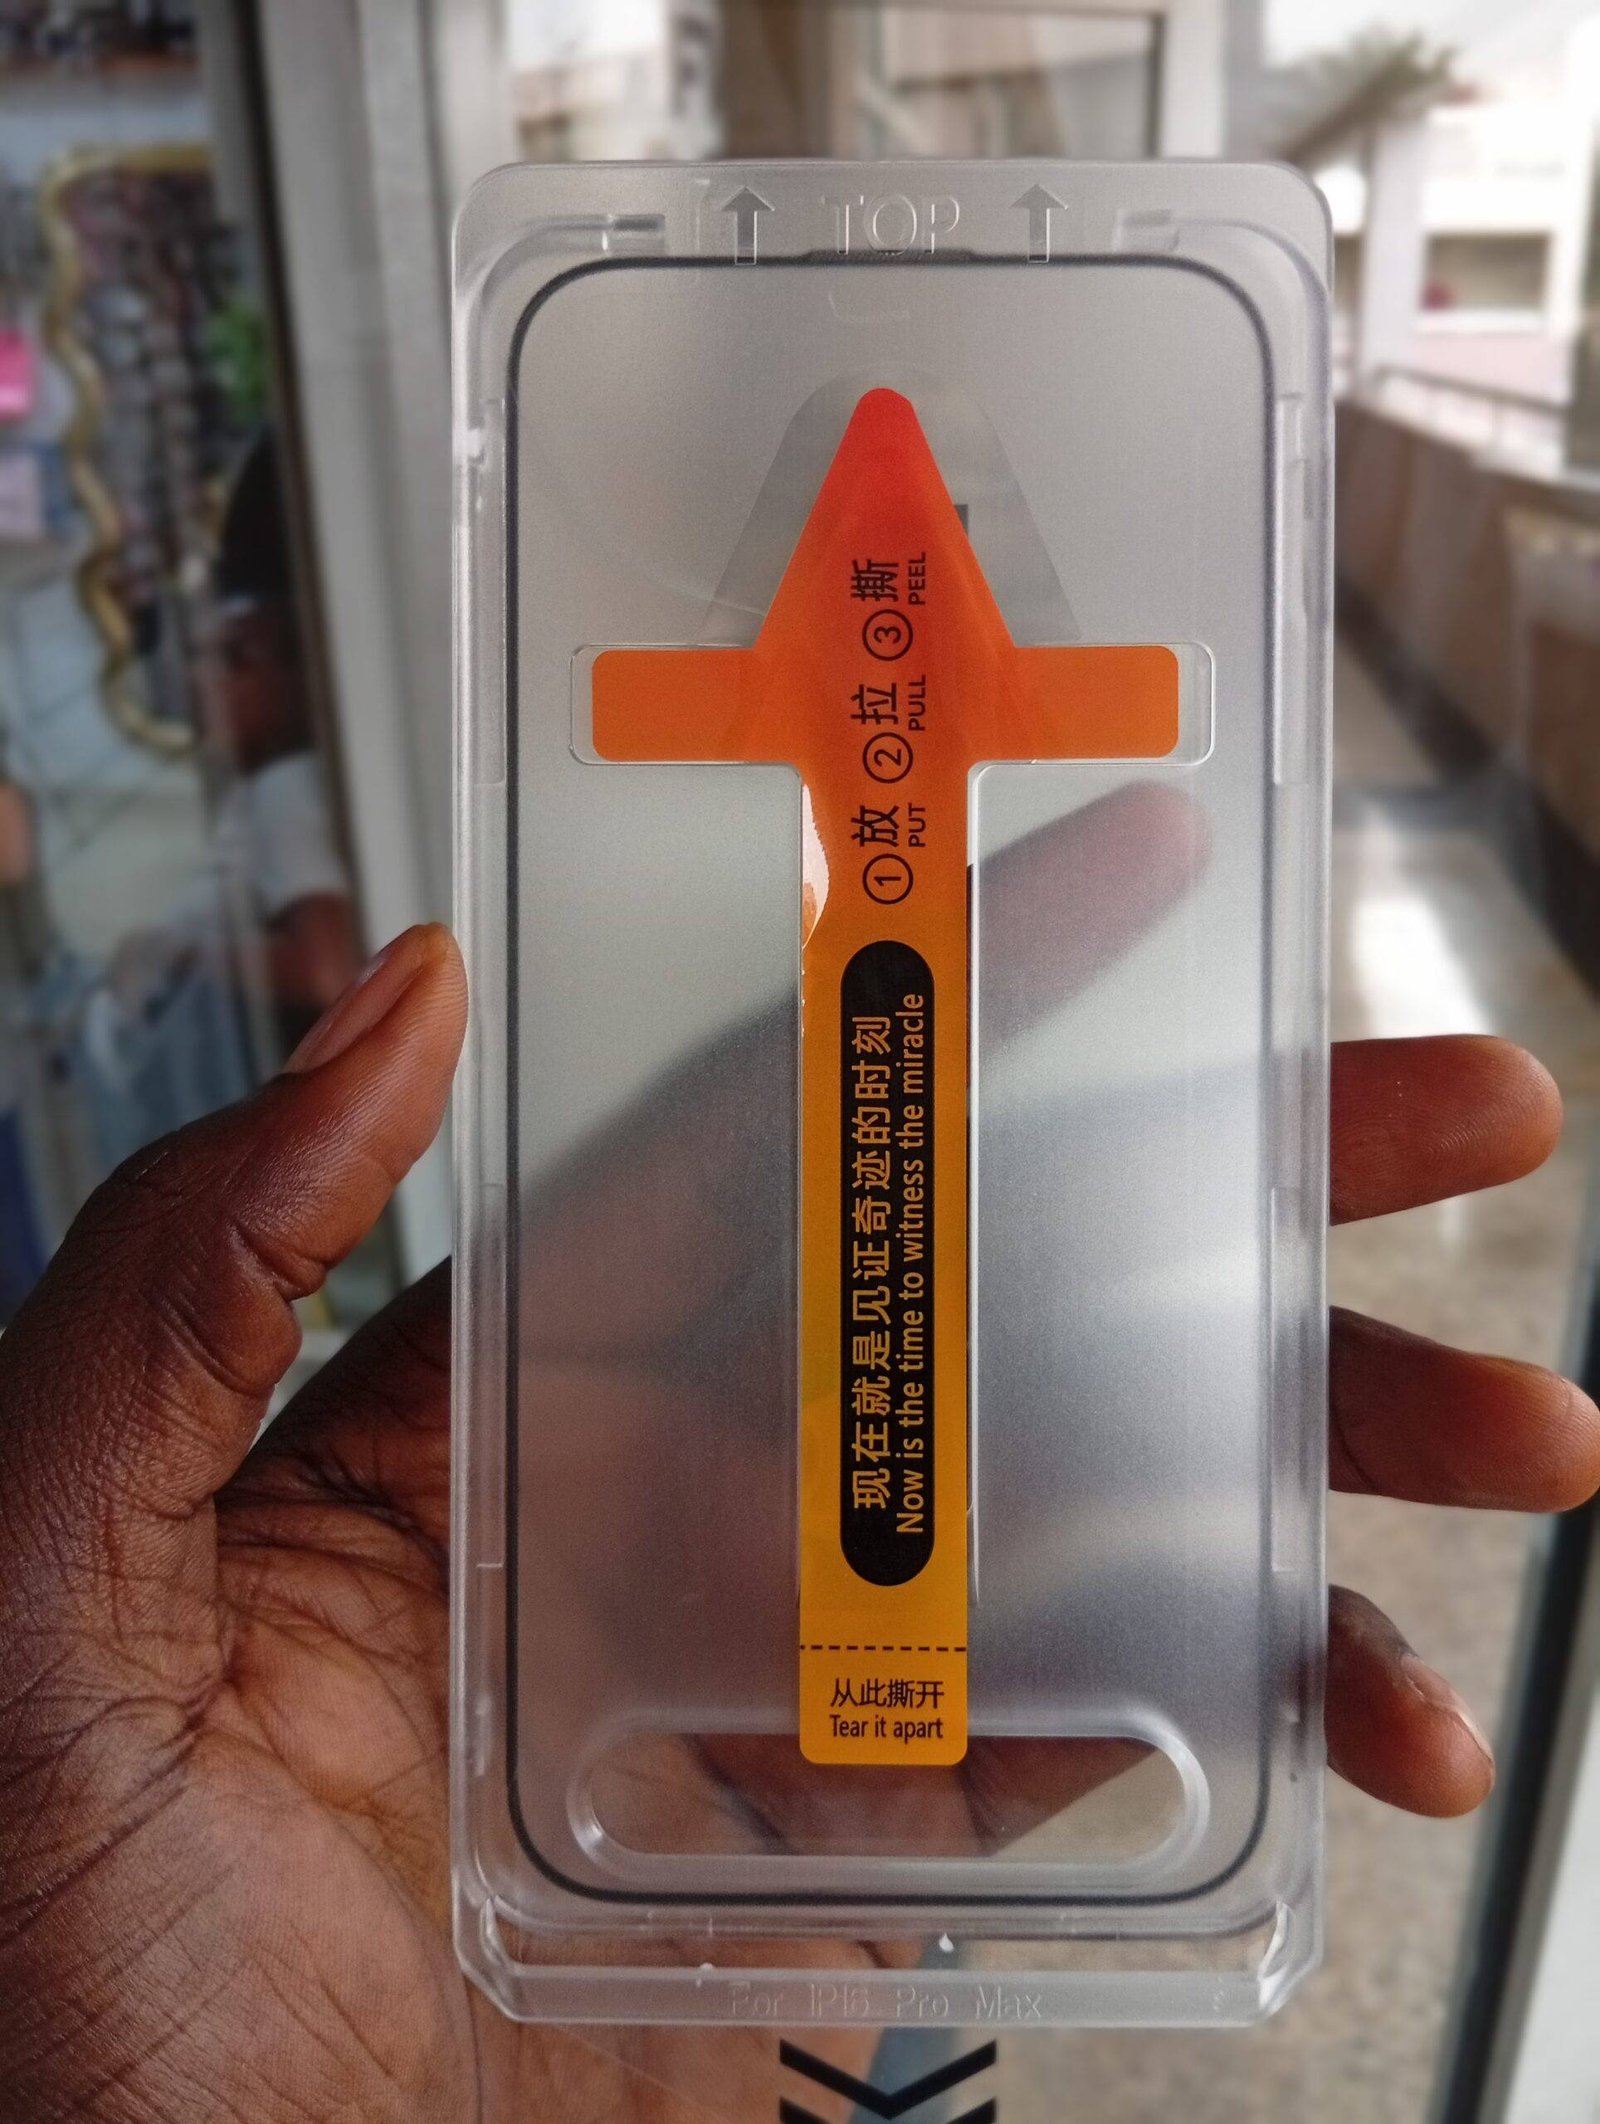 TOP
①放 ②拉 ③撕
PUT PULL PEEL
现在就是见证奇迹的时刻
Now is the time to witness the miracle
从此撕开
Tear it apart
For IP16 Pro Max